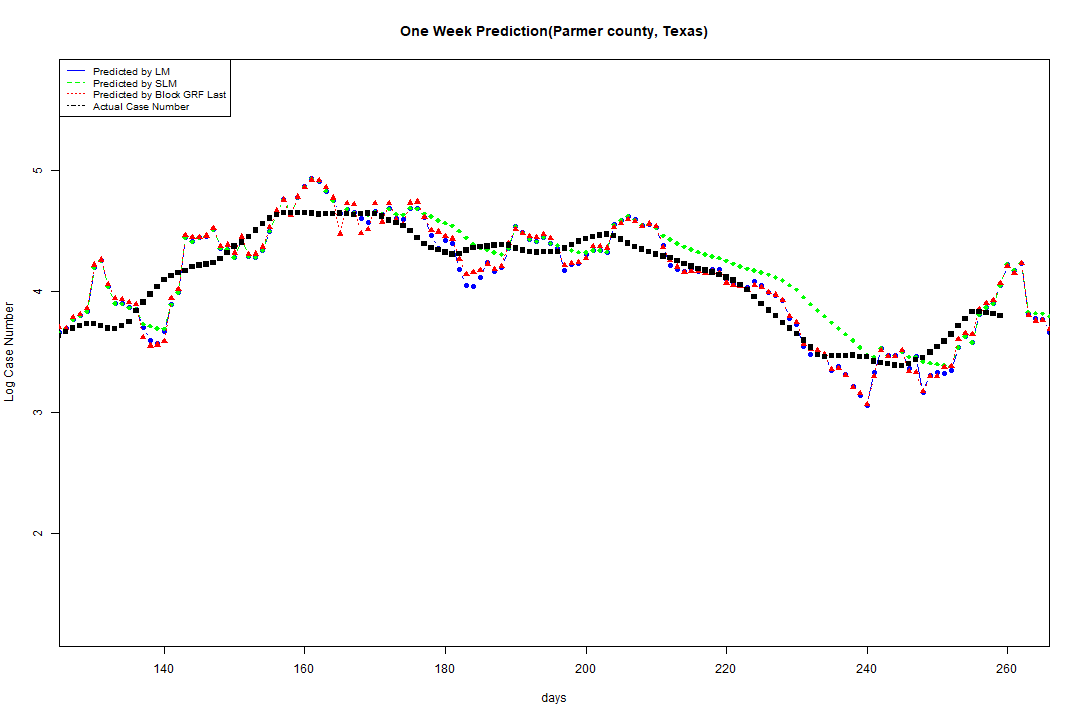 One Week Prediction(Parmer county, Texas)
Predicted by LM
Predicted by SLM
Predicted by Block GRF Last
Actual Case Number
5
4
3
2
Log Case Number
140 160 180 200 220 240 260
days